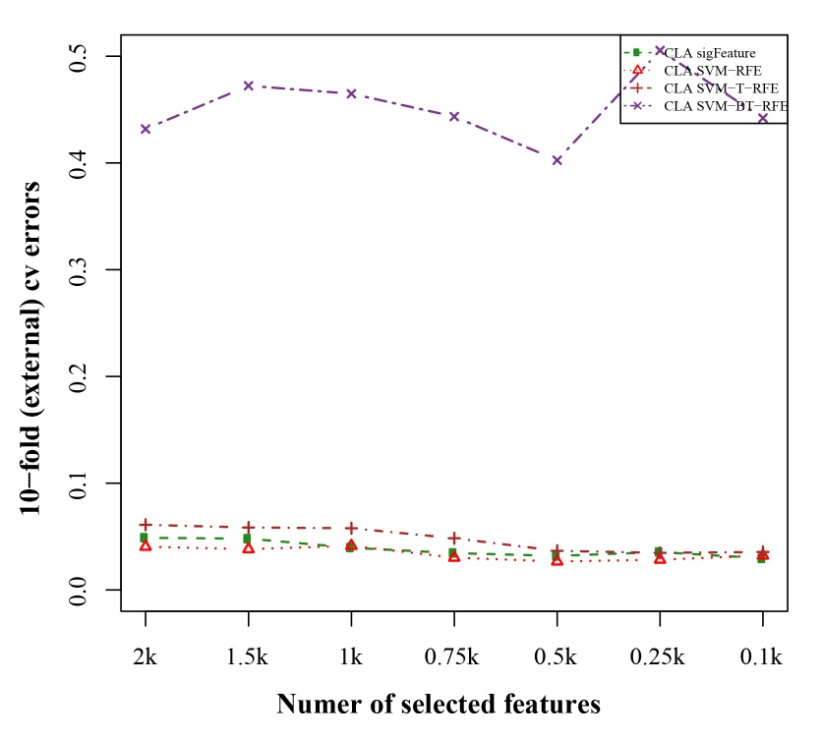 CLA sigFeature
CLA SVM−RFE
CLA SVM−T−RFE
CLA SVM−BT−RFE
0.5
0.4
0.3
0.2
0.1
0.0
10−fold (external) cv errors
2k 1.5k 1k 0.75k 0.5k 0.25k 0.1k
Numer of selected features